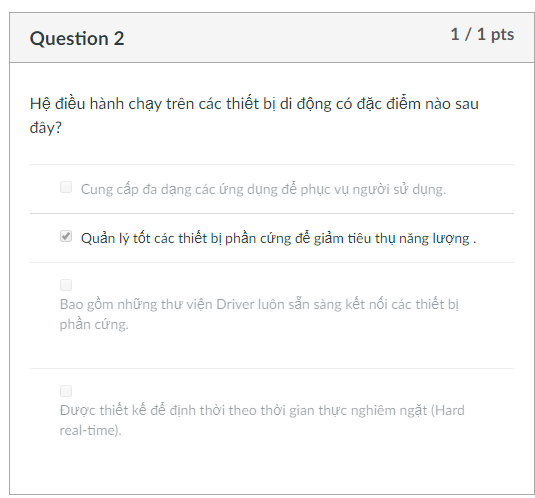 Question 2
1 / 1 pts
Hệ điều hành chạy trên các thiết bị di động có đặc điểm nào sau
đây?
Cung cấp đa dạng các ứng dụng để phục vụ người sử dụng.
Quản lý tốt các thiết bị phần cứng để giảm tiêu thụ năng lượng .
Bao gồm những thư viện Driver luôn sẵn sàng kết nối các thiết bị
phần cứng.
Được thiết kế để định thời theo thời gian thực nghiêm ngặt (Hard
real-time).